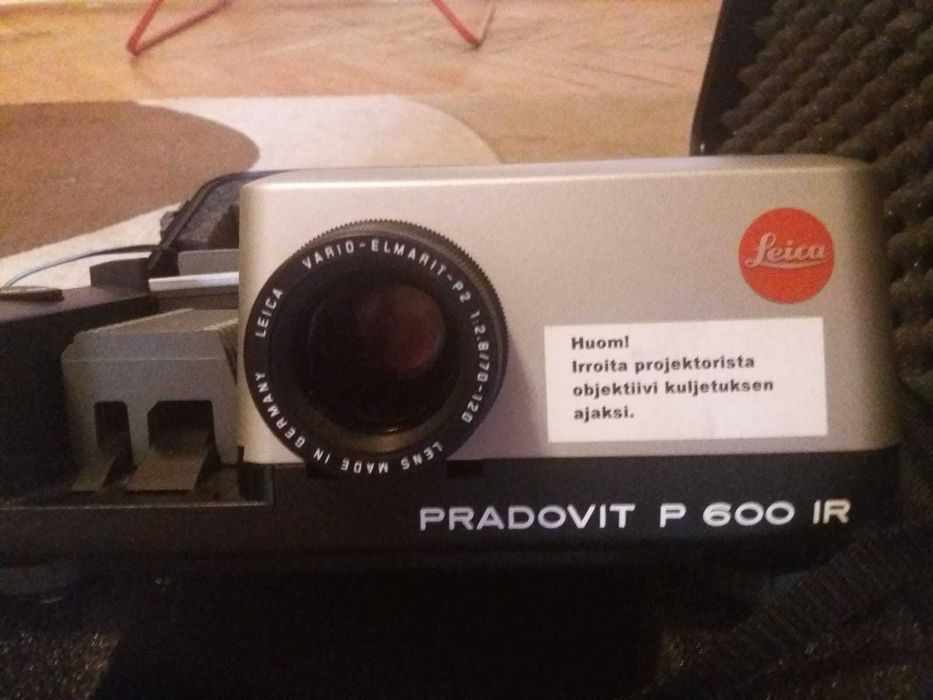 LEICA VARIO-ELMARIT-P2 1:2.8/70-120
LENS MADE IN GERMANY
Leica
Huom!
Irroita projektorista
objektiivi kuljetuksen
ajaksi.
PRADOVIT P 600 IR